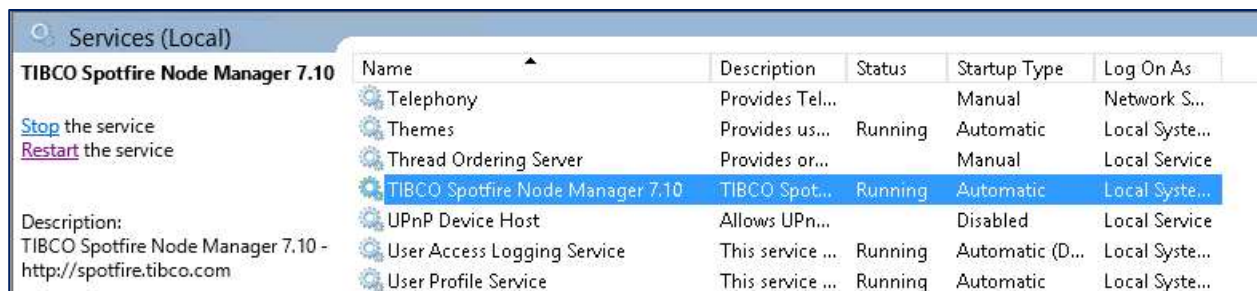 Services (Local)
TIBCO Spotfire Node Manager 7.10
Stop the service
Restart the service
Description:
TIBCO Spotfire Node Manager 7.10 -
http://spotfire.tibco.com
Name Description Status Startup Type Log On As
Telephony Provides Tel... Manual Network S...
Themes Provides us... Running Automatic Local Syste...
Thread Ordering Server Provides or... Manual Local Service
TIBCO Spotfire Node Manager 7.10 TIBCO Spot... Running Automatic Local Syste...
UPnP Device Host Allows UPn... Disabled Local Service
User Access Logging Service This service ... Running Automatic (D... Local Syste...
User Profile Service This service ... Running Automatic Local Syste...